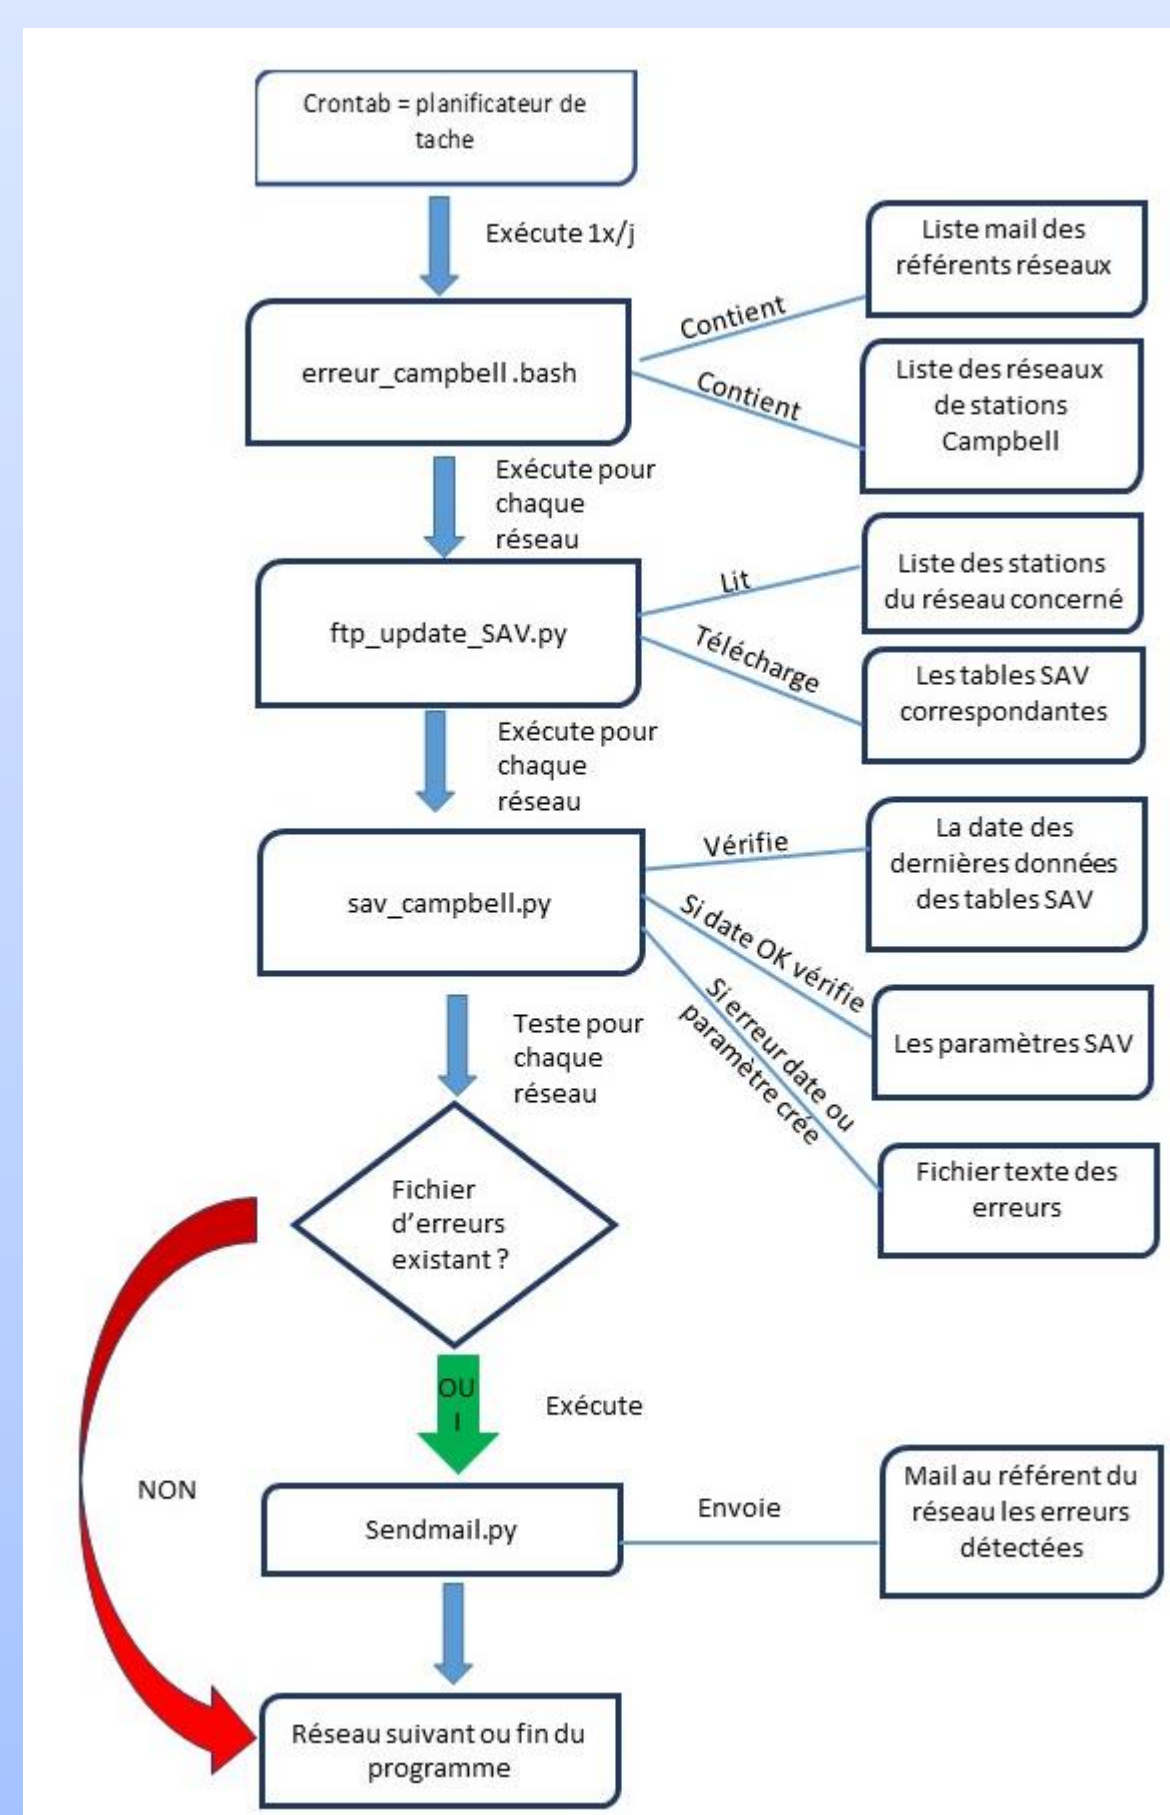 Crontab = planificateur de
tache
Exécute 1x/j
Liste mail des
référents réseaux
Contient
erreur_campbell .bash
Contient
Liste des réseaux
de stations
Campbell
Exécute pour
chaque
réseau
Lit
Liste des stations
du réseau concerné
ftp_update_SAV.py
Télécharge
Les tables SAV
correspondantes
Exécute pour
chaque
réseau
Vérifie
La date des
dernières données
des tables SAV
sav_campbell.py
Si date OK vérifie
Les paramètres SAV
Si erreur date ou
paramètre crée
Fichier texte des
erreurs
Teste pour
chaque
réseau
Fichier
d’erreurs
existant ?
OU
I
Exécute
NON
Sendmail.py
Envoie
Mail au référent du
réseau les erreurs
détectées
Réseau suivant ou fin du
programme